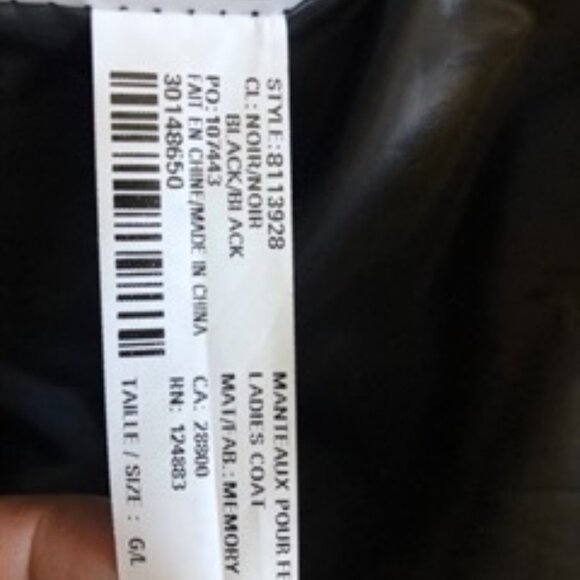 STYLE:8113928
CL: NOIR/NOIR
BLACK/BLACK
PO: 107443
FAIT EN CHINE/MADE IN CHINA
30148650
MANTEAUX POUR FE
LADIES COAT
MAT/FAB.: MEMORY
CA: 28800
RN: 124883
TAILLE / SIZE : G/L